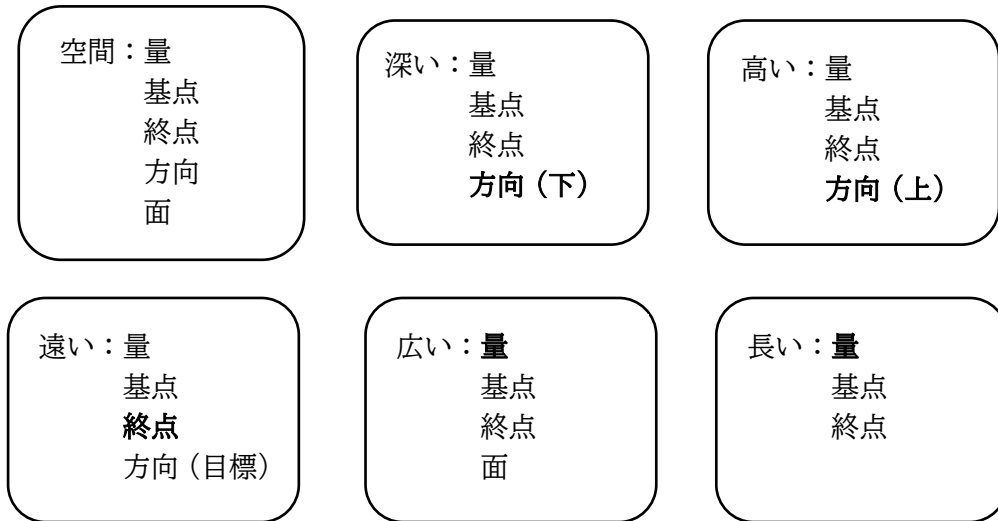 空間：量
基点
終点
方向
面
深い：量
基点
終点
方向（下）
高い：量
基点
終点
方向（上）
遠い：量
基点
終点
方向（目標）
広い：量
基点
終点
面
長い：量
基点
終点